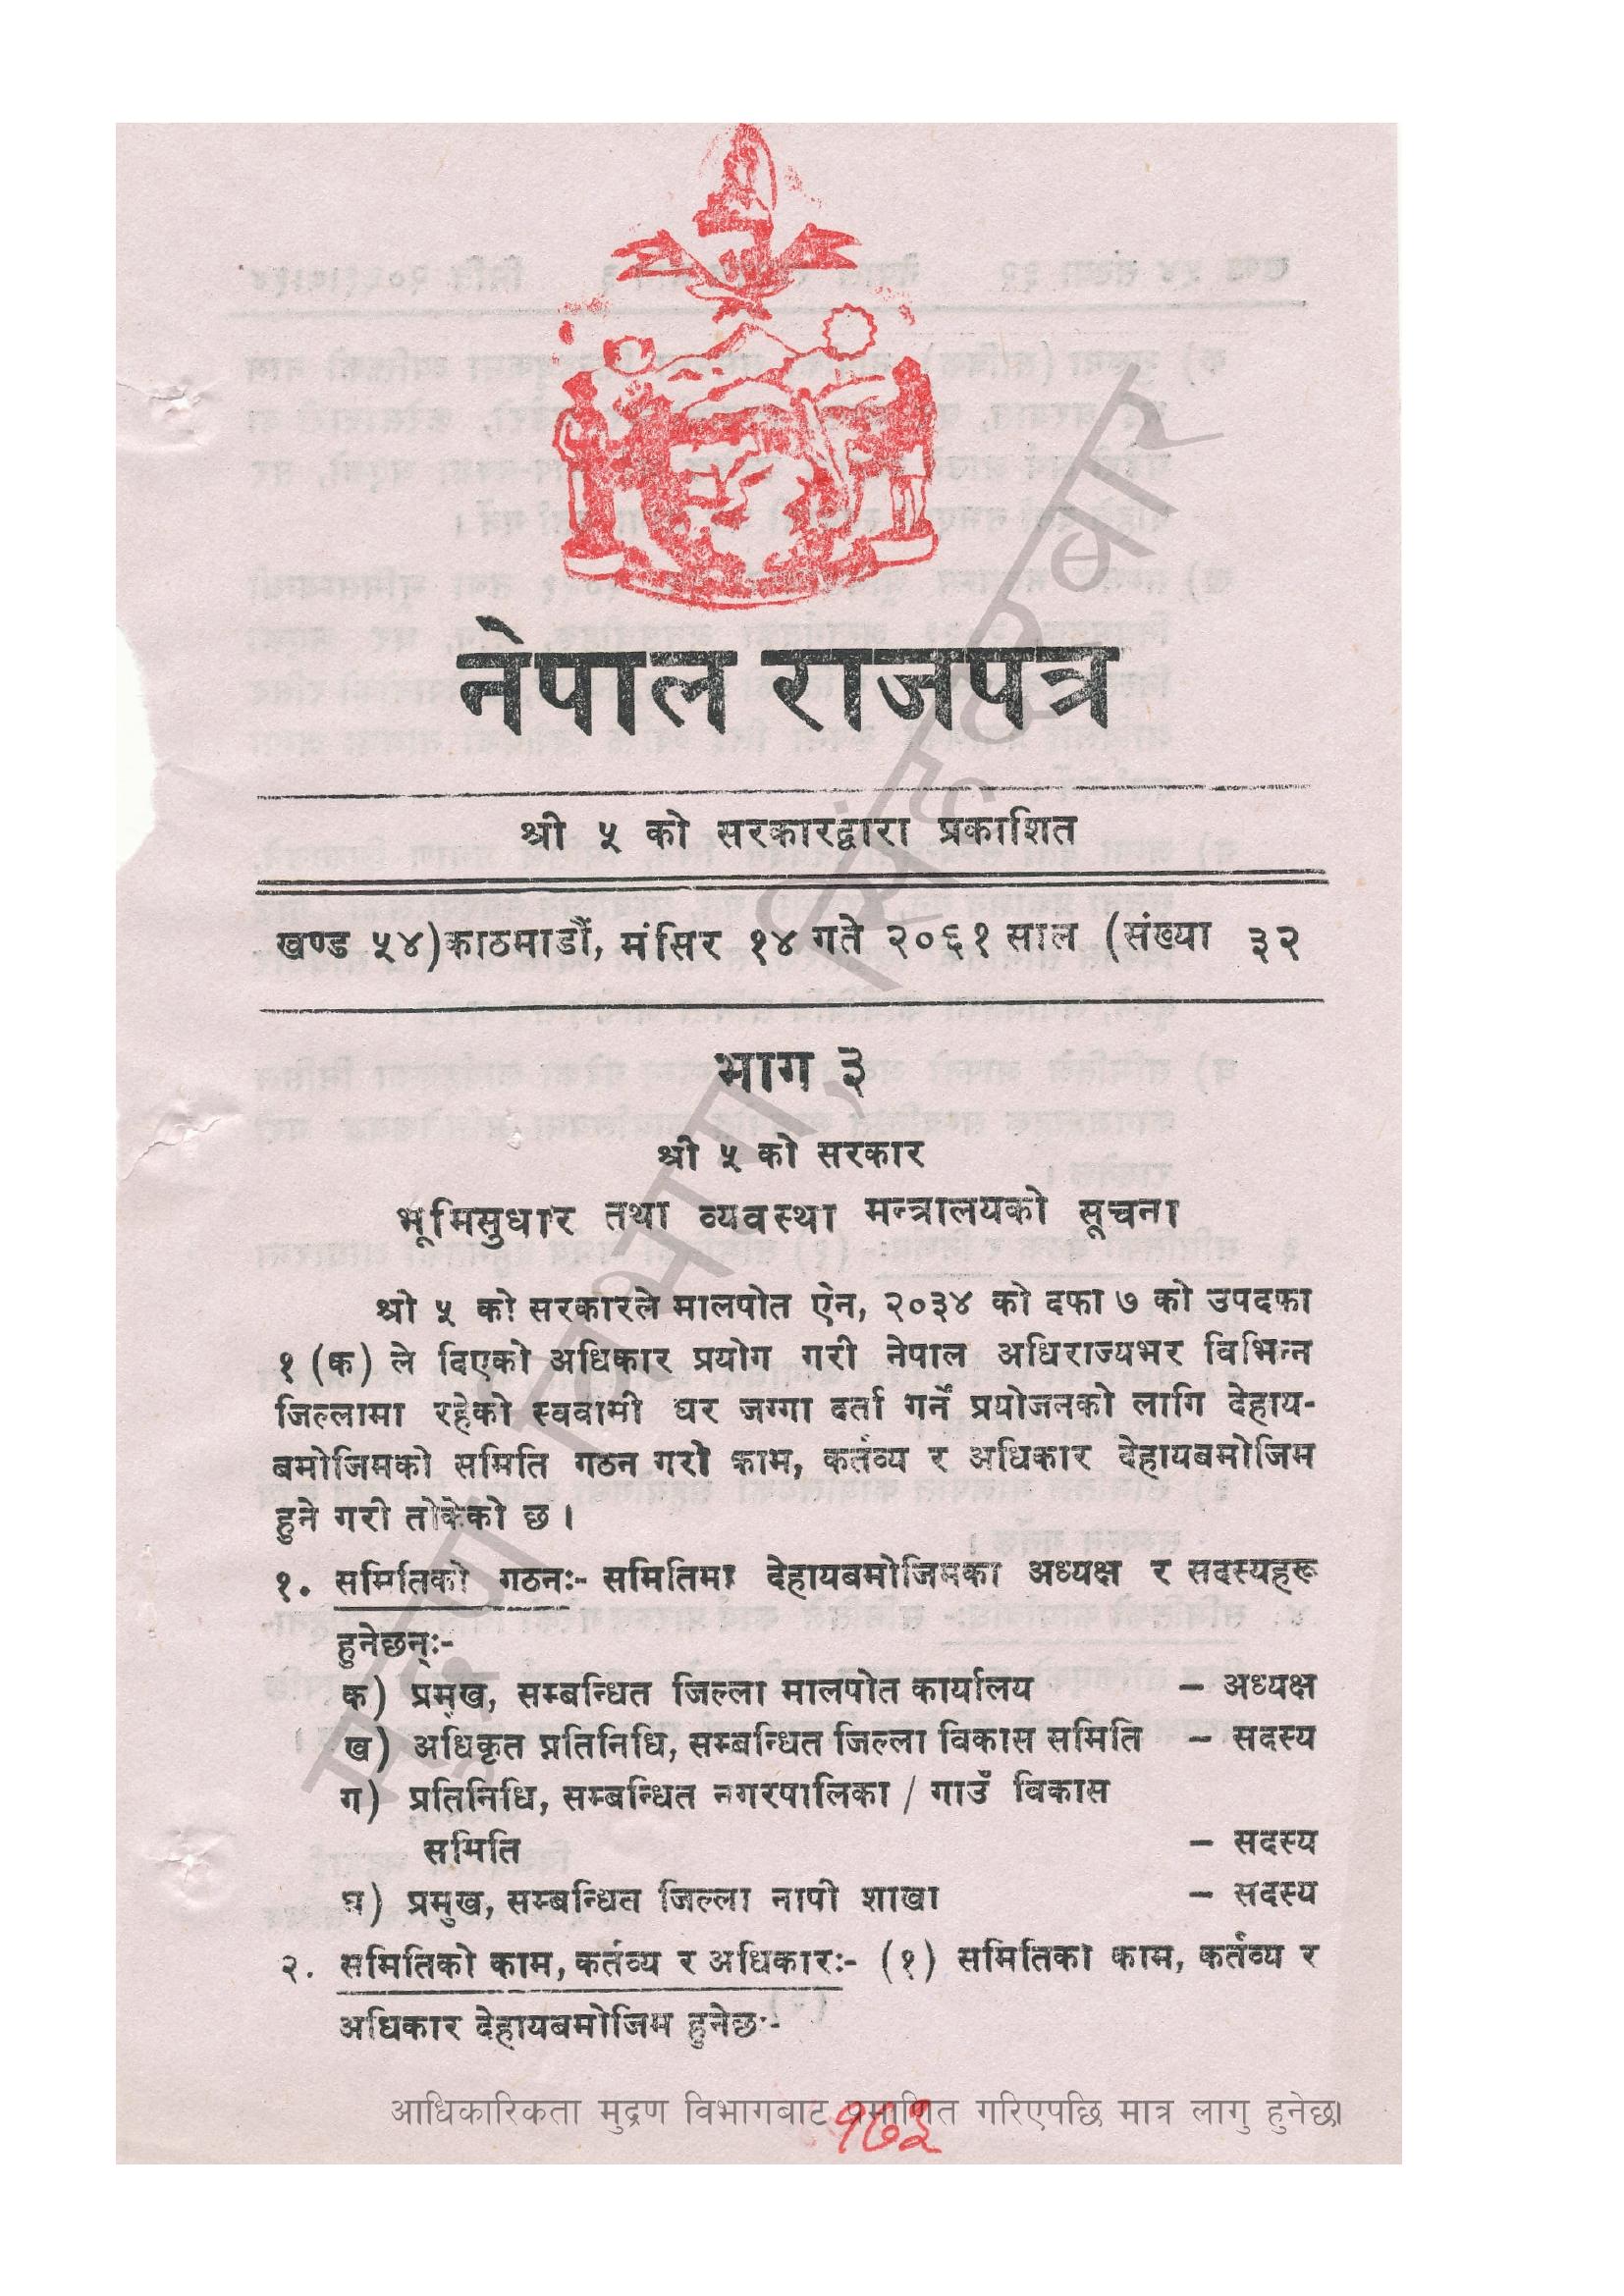 नेपाल राजपत्र
श्री ५ को सरकारद्वारा प्रकाशित
खण्ड ५४) काठमाडौं, मंसिर १४ गते २०६१ साल (संख्या ३२
भाग ३
श्री ५ को सरकार
भूमिसुधार तथा व्यवस्था मन्त्रालयको सूचना
श्री ५ को सरकारले मालपोत ऐन, २०३४ को दफा ७ को उपदफा
१ (क) ले दिएको अधिकार प्रयोग गरी नेपाल अधिराज्यभर विभिन्न
जिल्लामा रहेको स्ववासी घर जग्गा दर्ता गर्ने प्रयोजनको लागि देहाय-
बमोजिमको समिति गठन गरी काम, कर्तव्य र अधिकार देहायबमोजिम
हुने गरी तोकेको छ ।
१. समितिको गठनः- समितिमा देहायबमोजिमका अध्यक्ष र सदस्यहरू
हुनेछन्ः-
क) प्रमुख, सम्बन्धित जिल्ला मालपोत कार्यालय – अध्यक्ष
ख) अधिकृत प्रतिनिधि, सम्बन्धित जिल्ला विकास समिति – सदस्य
ग) प्रतिनिधि, सम्बन्धित नगरपालिका / गाउँ विकास
समिति – सदस्य
घ) प्रमुख, सम्बन्धित जिल्ला नापी शाखा – सदस्य
२. समितिको काम, कर्तव्य र अधिकारः- (१) समितिका काम, कर्तव्य र
अधिकार देहायबमोजिम हुनेछः-
आधिकारिकता मुद्रण विभागबाट प्रमाणित गरिएपछि मात्र लागु हुनेछ।
१७३
मुद्रण विभाग, सिंहदरवार